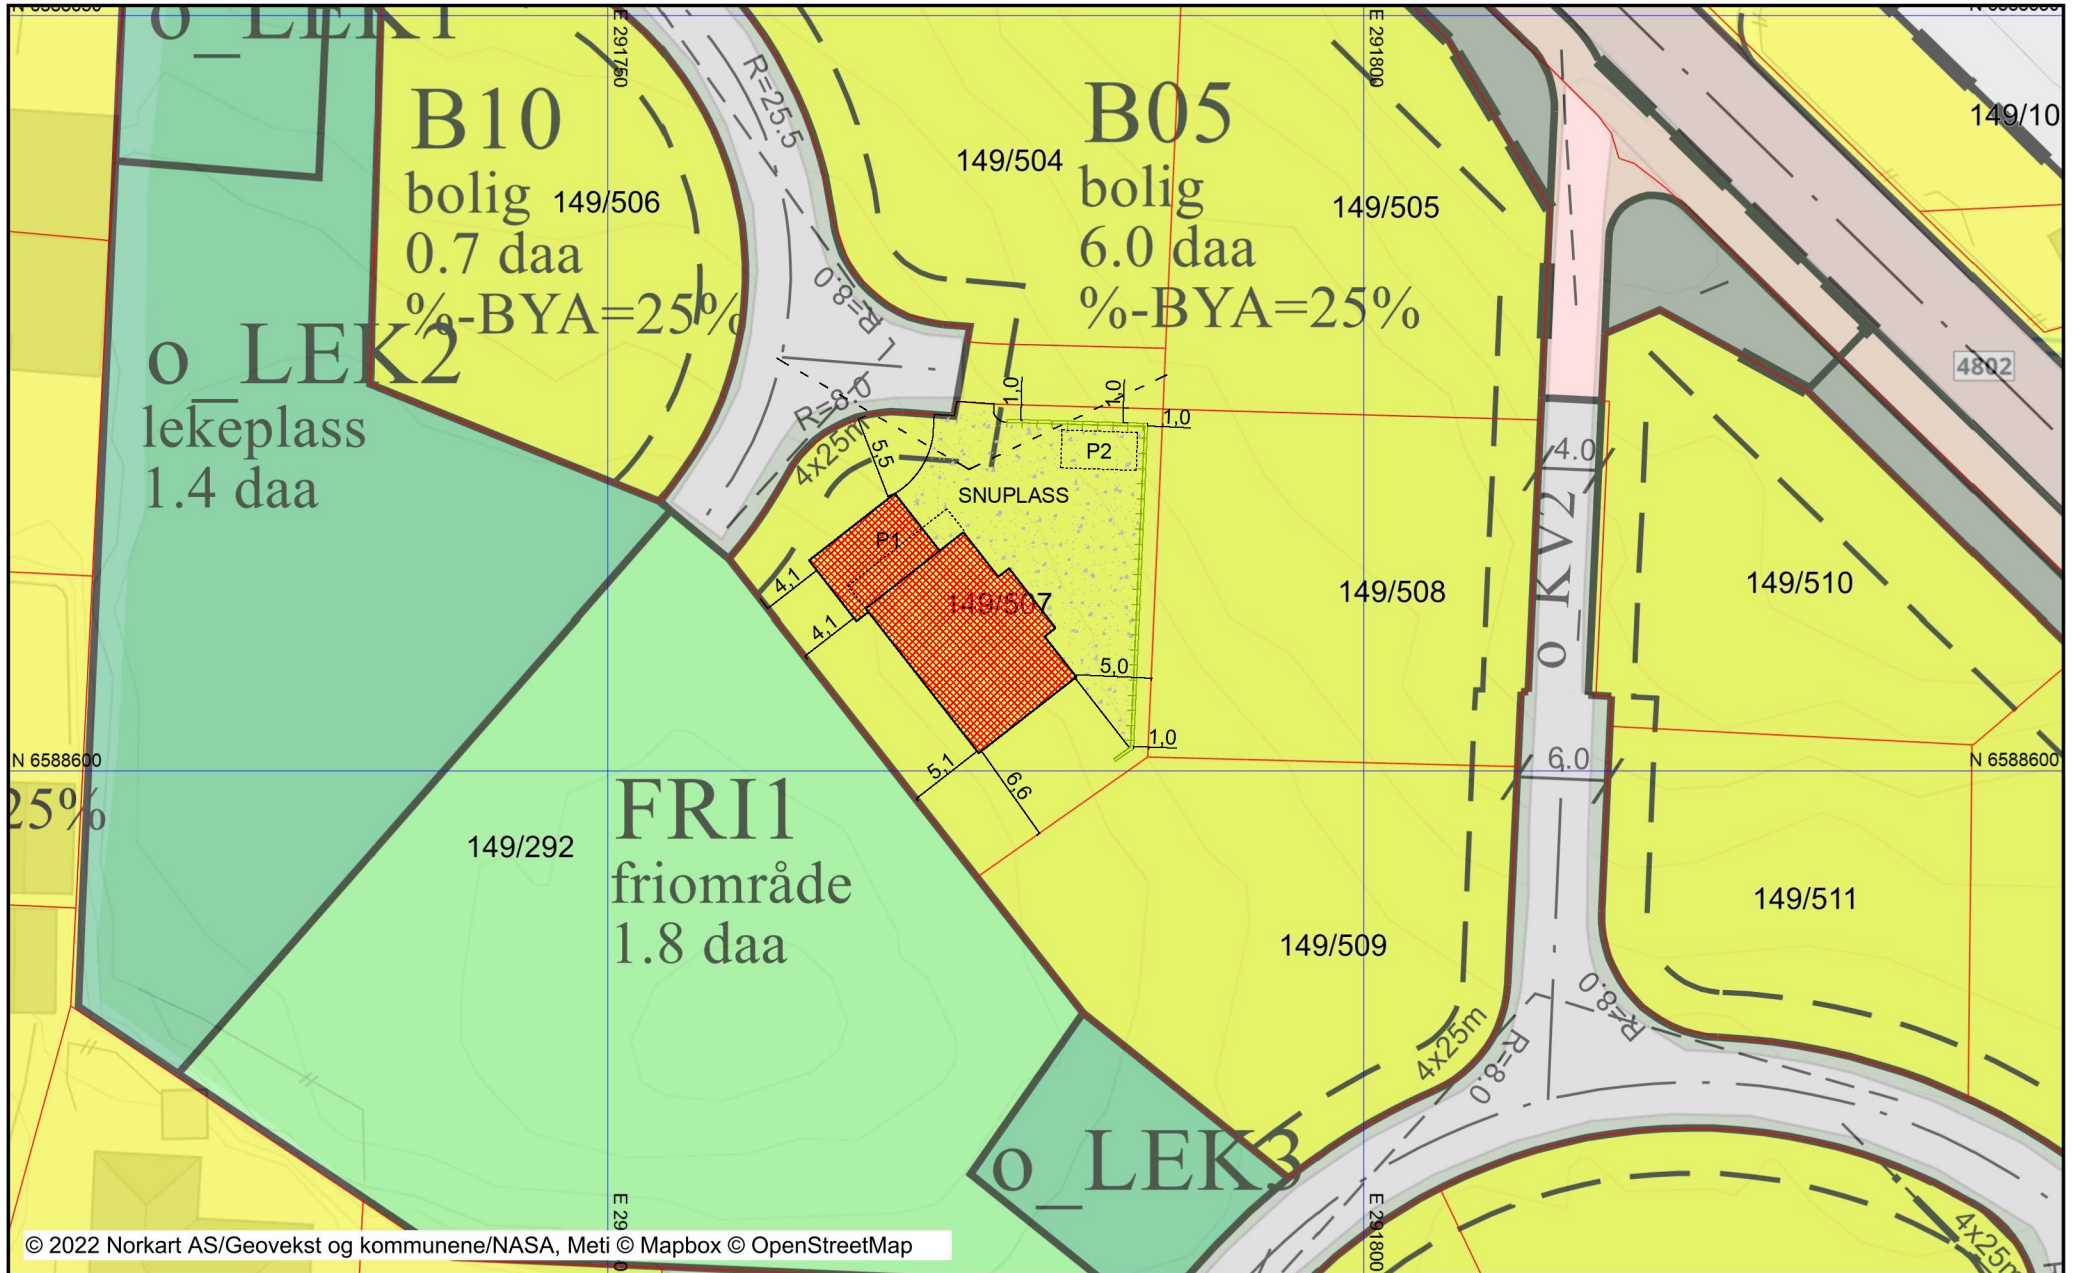 o_LEK1
E 291750
E 291800
R=25.5
B10
bolig
0.7 daa
%-BYA=25%
149/506
149/504
B05
bolig
6.0 daa
%-BYA=25%
149/505
149/10
R=8.0
o_LEK2
lekeplass
1.4 daa
R=8.0
4x25m
5,5
1,0
1,0
1,0
P2
SNUPLASS
4802
4.0
P1
4,1
4,1
149/507
149/508
o_KV2
149/510
5,0
1,0
N 6588600
N 6588600
6.0
5,1
6,6
25%
149/292
FRI1
friområde
1.8 daa
149/509
149/511
4x25m
R=8.0
R=8.0
o_LEK3
E 291800
4x25m
© 2022 Norkart AS/Geovekst og kommunene/NASA, Meti © Mapbox © OpenStreetMap